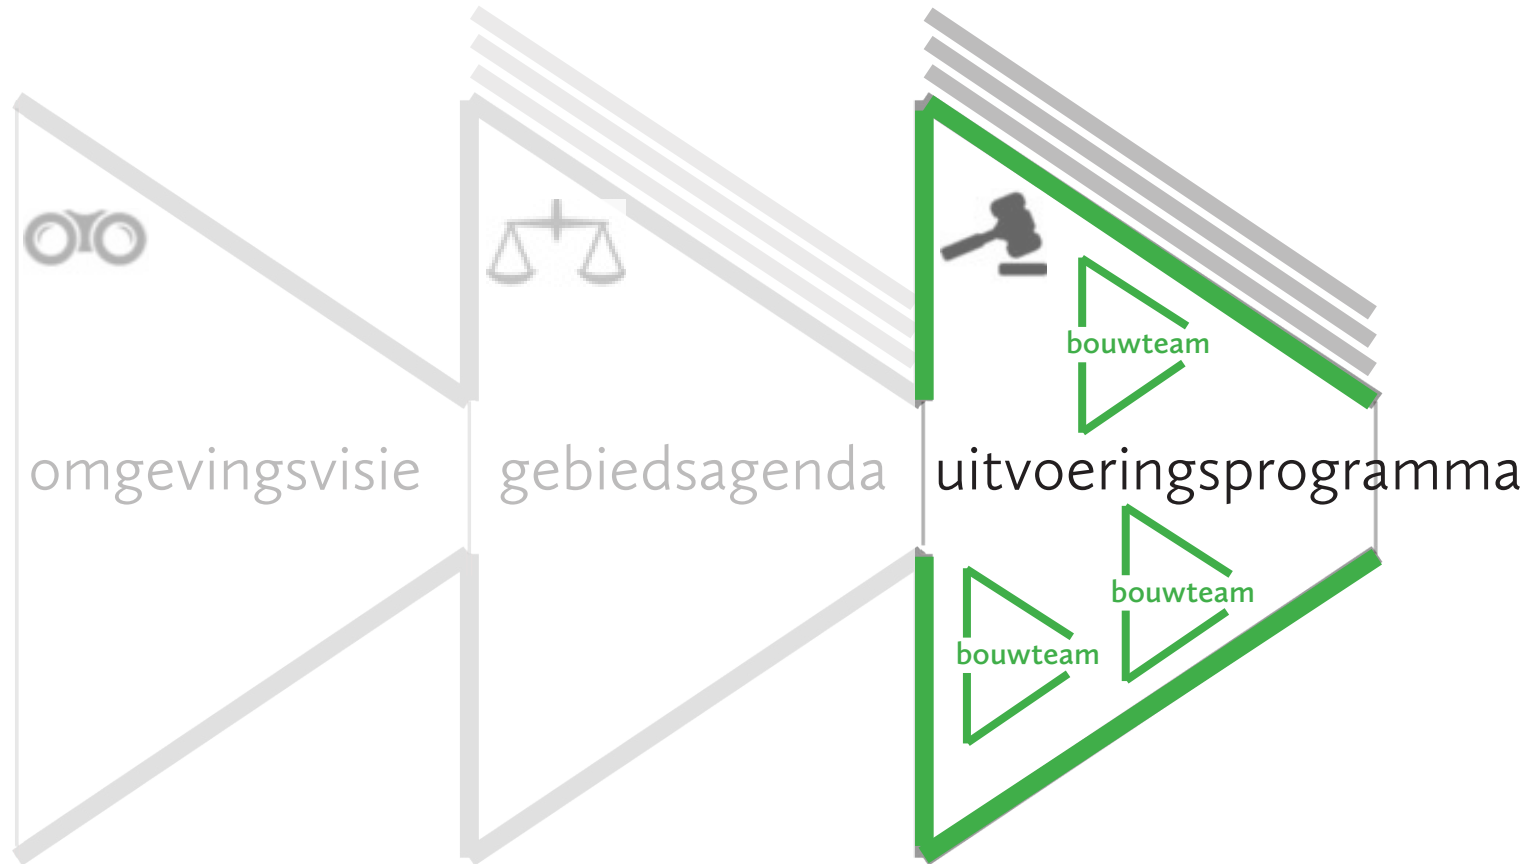 bouwteam
omgevingsvisie
gebiedsagenda
uitvoeringsprogramma
bouwteam
bouwteam